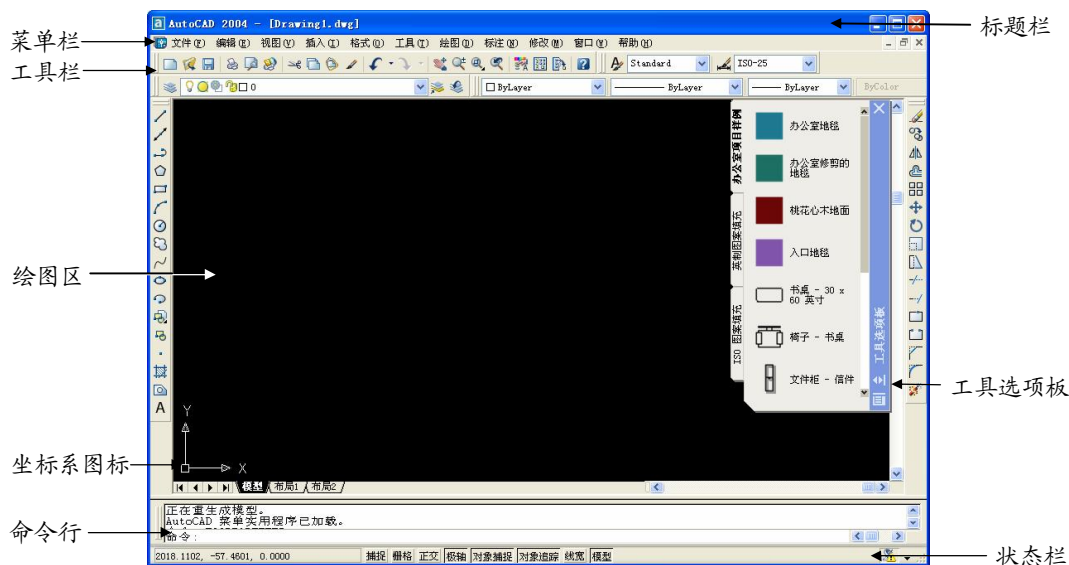 AutoCAD 2004 - [Drawing1.dwg]
标题栏
菜单栏
文件(F) 编辑(E) 视图(V) 插入(I) 格式(O) 工具(T) 绘图(D) 标注(N) 修改(M) 窗口(W) 帮助(H)
工具栏
Standard
ISO-25
0
ByLayer
ByLayer
ByLayer
ByColor
办公室项目样例
英制图案填充
ISO 图案填充
办公室地毯
办公室修剪的
地毯
桃花心木地面
入口地毯
书桌 - 30 x
60 英寸
椅子 - 书桌
文件柜 - 信件
工具选项板
绘图区
工具选项板
A
Y
X
坐标系图标
模型 布局1 布局2
正在重生成模型。
AutoCAD 菜单实用程序已加载。
命令行
命令:
2018.1102, -57.4601, 0.0000
捕捉 栅格 正交 极轴 对象捕捉 对象追踪 线宽 模型
状态栏